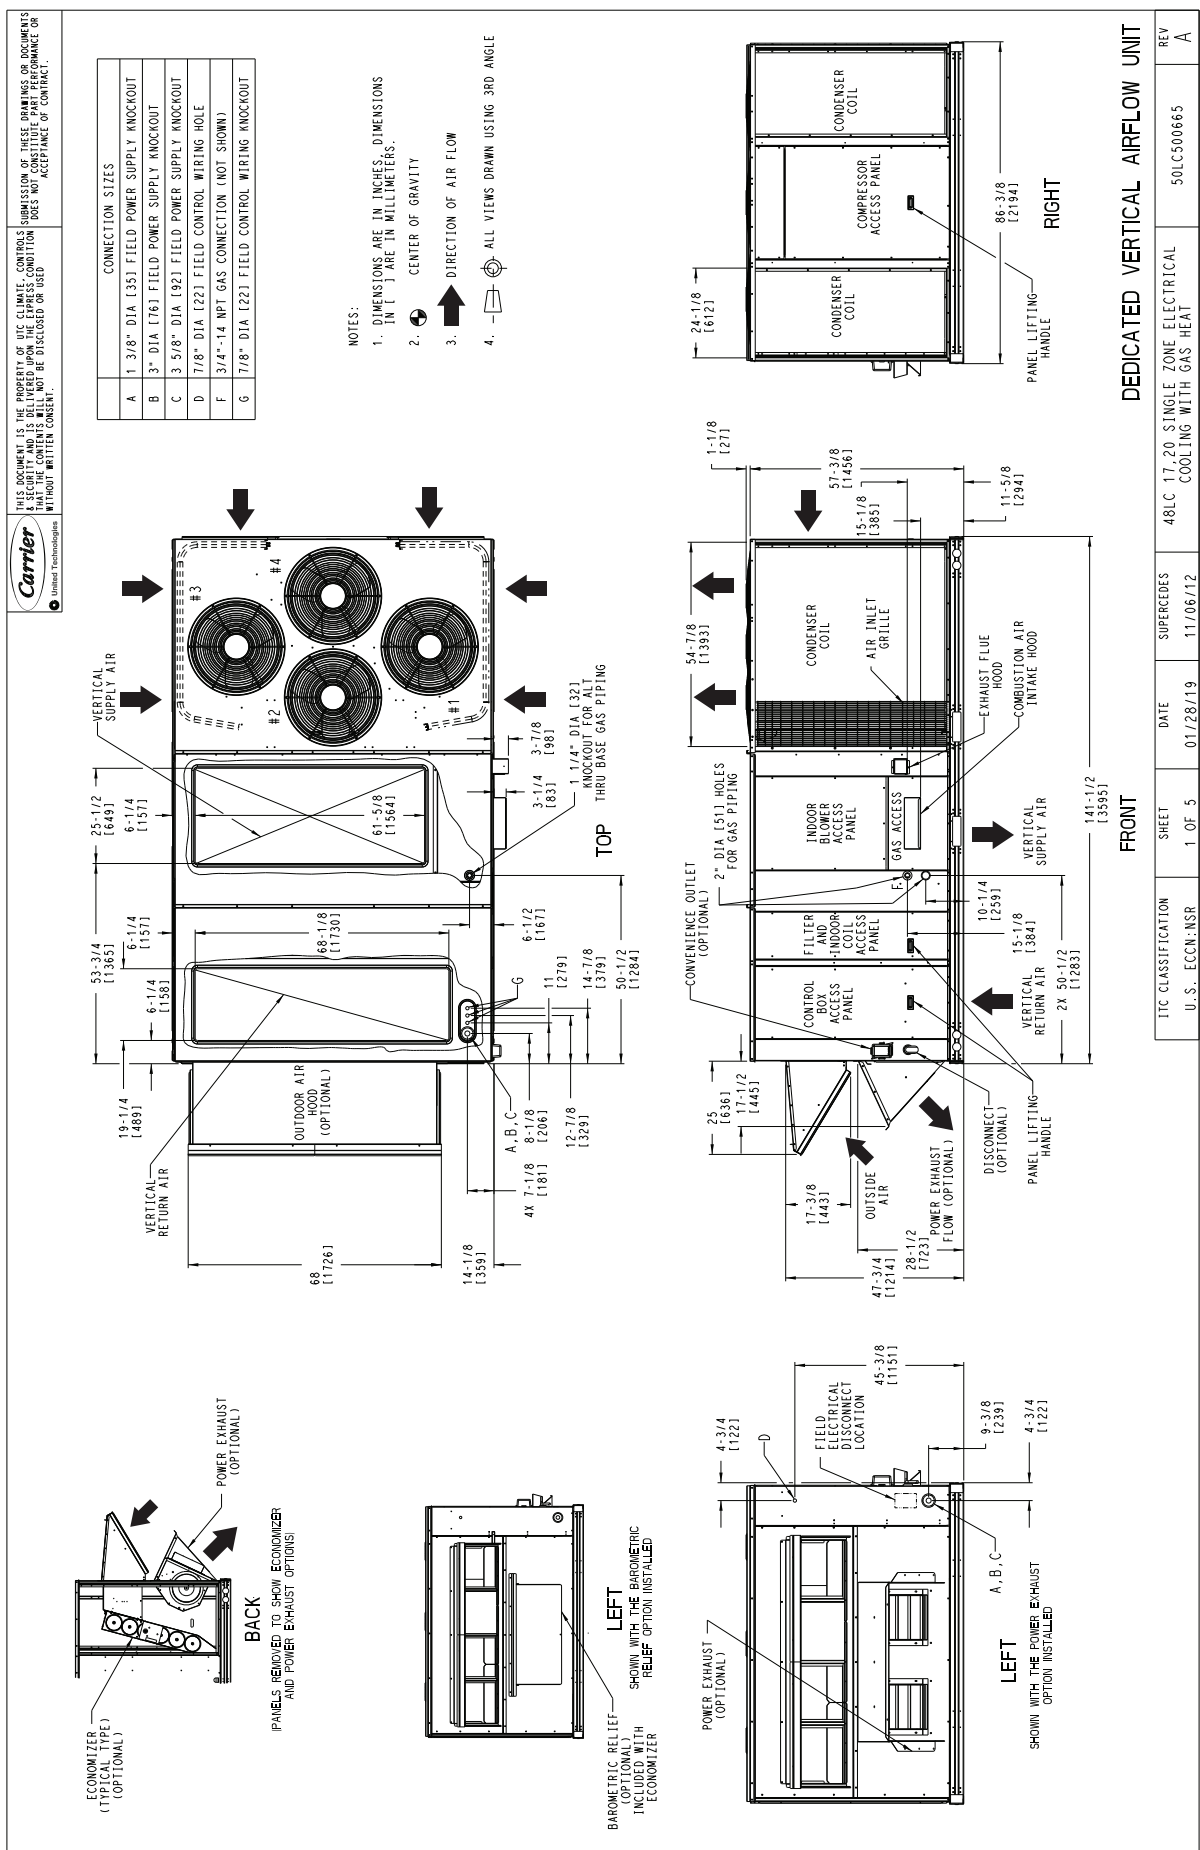 Carrier
United Technologies
THIS DOCUMENT IS THE PROPERTY OF UTC CLIMATE, CONTROLS
& SECURITY AND IS DELIVERED UPON THE EXPRESS CONDITION
THAT THE CONTENTS WILL NOT BE DISCLOSED OR USED
WITHOUT WRITTEN CONSENT.
SUBMISSION OF THESE DRAWINGS OR DOCUMENTS
DOES NOT CONSTITUTE PART PERFORMANCE OR
ACCEPTANCE OF CONTRACT.
CONNECTION SIZES
A 1 3/8" DIA [35] FIELD POWER SUPPLY KNOCKOUT
B 3" DIA [76] FIELD POWER SUPPLY KNOCKOUT
C 3 5/8" DIA [92] FIELD POWER SUPPLY KNOCKOUT
D 7/8" DIA [22] FIELD CONTROL WIRING HOLE
F 3/4"-14 NPT GAS CONNECTION (NOT SHOWN)
G 7/8" DIA [22] FIELD CONTROL WIRING KNOCKOUT
NOTES:
1. DIMENSIONS ARE IN INCHES, DIMENSIONS
IN [ ] ARE IN MILLIMETERS.
2. CENTER OF GRAVITY
3. DIRECTION OF AIR FLOW
4. ALL VIEWS DRAWN USING 3RD ANGLE
ECONOMIZER
(TYPICAL TYPE)
(OPTIONAL)
POWER EXHAUST
(OPTIONAL)
BACK
(PANELS REMOVED TO SHOW ECONOMIZER
AND POWER EXHAUST OPTIONS)
VERTICAL
RETURN AIR
68
[1726]
14-1/8
[359]
19-1/4
[489]
OUTDOOR AIR
HOOD
(OPTIONAL)
A,B,C
4X 7-1/8
[181]
8-1/8
[206]
12-7/8
[329]
6-1/4
[158]
53-3/4
[1365]
6-1/4
[157]
68-1/8
[1730]
G
11
[279]
14-7/8
[379]
50-1/2
[1284]
6-1/2
[167]
25-1/2
[649]
6-1/4
[157]
61-5/8
[1564]
VERTICAL
SUPPLY AIR
#1
#2
#3
#4
3-1/4
[83]
3-7/8
[98]
1 1/4" DIA [32]
KNOCKOUT FOR ALT
THRU BASE GAS PIPING
TOP
BAROMETRIC RELIEF
(OPTIONAL)
INCLUDED WITH
ECONOMIZER
LEFT
SHOWN WITH THE BAROMETRIC
RELIEF OPTION INSTALLED
POWER EXHAUST
(OPTIONAL)
4-3/4
[122]
D
FIELD
ELECTRICAL
DISCONNECT
LOCATION
45-3/8
[1151]
9-3/8
[239]
4-3/4
[122]
A,B,C
LEFT
SHOWN WITH THE POWER EXHAUST
OPTION INSTALLED
25
[636]
17-1/2
[445]
17-3/8
[443]
OUTSIDE
AIR
47-3/4
[1214]
28-1/2
[723]
POWER EXHAUST
FLOW (OPTIONAL)
DISCONNECT
(OPTIONAL)
PANEL LIFTING
HANDLE
CONVENIENCE OUTLET
(OPTIONAL)
2" DIA [51] HOLES
FOR GAS PIPING
CONTROL
BOX
ACCESS
PANEL
FILTER
AND
INDOOR
COIL
ACCESS
PANEL
F
INDOOR
BLOWER
ACCESS
PANEL
GAS ACCESS
CONDENSER
COIL
AIR INLET
GRILLE
EXHAUST FLUE
HOOD
COMBUSTION AIR
INTAKE HOOD
54-7/8
[1393]
1-1/8
[27]
57-3/8
[1456]
15-1/8
[385]
11-5/8
[294]
15-1/8
[384]
10-1/4
[259]
VERTICAL
RETURN AIR
VERTICAL
SUPPLY AIR
2X 50-1/2
[1283]
141-1/2
[3595]
FRONT
24-1/8
[612]
CONDENSER
COIL
COMPRESSOR
ACCESS PANEL
CONDENSER
COIL
PANEL LIFTING
HANDLE
86-3/8
[2194]
RIGHT
DEDICATED VERTICAL AIRFLOW UNIT
ITC CLASSIFICATION
U.S. ECCN:NSR
SHEET
1 OF 5
DATE
01/28/19
SUPERCEDES
11/06/12
48LC 17,20 SINGLE ZONE ELECTRICAL
COOLING WITH GAS HEAT
50LC500665
REV
A